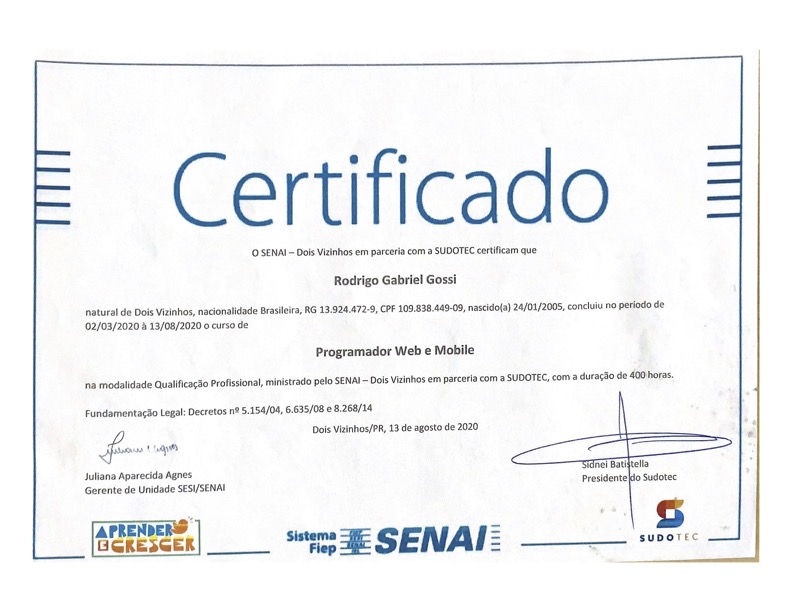 Certificado
O SENAI – Dois Vizinhos em parceria com a SUDOTEC certificam que
Rodrigo Gabriel Gossi
natural de Dois Vizinhos, nacionalidade Brasileira, RG 13.924.472-9, CPF 109.838.449-09, nascido(a) 24/01/2005, concluiu no período de
02/03/2020 à 13/08/2020 o curso de
Programador Web e Mobile
na modalidade Qualificação Profissional, ministrado pelo SENAI – Dois Vizinhos em parceria com a SUDOTEC, com a duração de 400 horas.
Fundamentação Legal: Decretos nº 5.154/04, 6.635/08 e 8.268/14
Dois Vizinhos/PR, 13 de agosto de 2020
Juliana Aparecida Agnes
Gerente de Unidade SESI/SENAI
Sidnei Batistella
Presidente do Sudotec
APRENDER
E CRESCER
Sistema
Fiep
SENAI
SUDOTEC